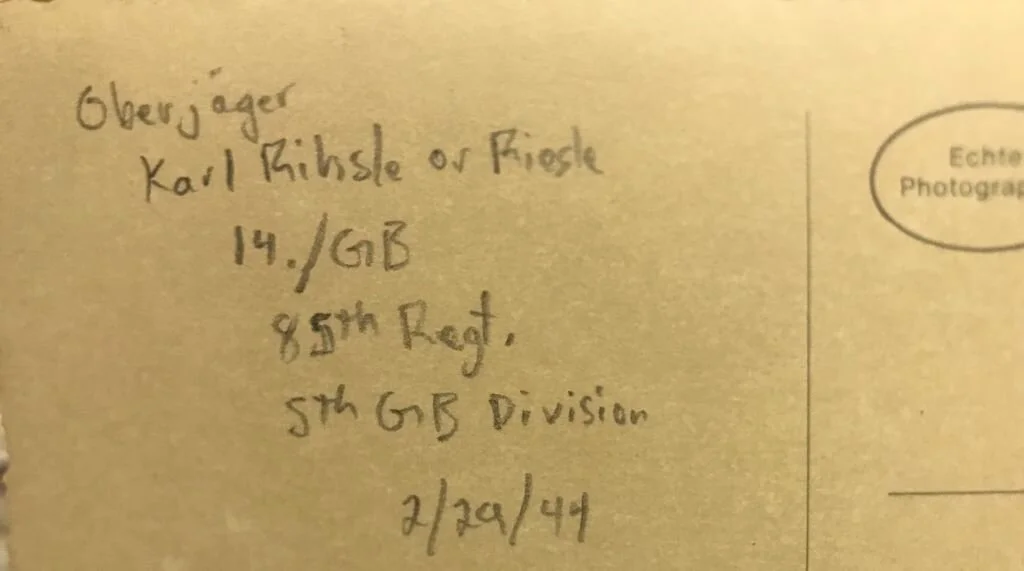 Oberjäger
Karl Rihsle or Riesle
14./GB
85th Regt.
5th GB Division
2/29/44
Echte
Photograp